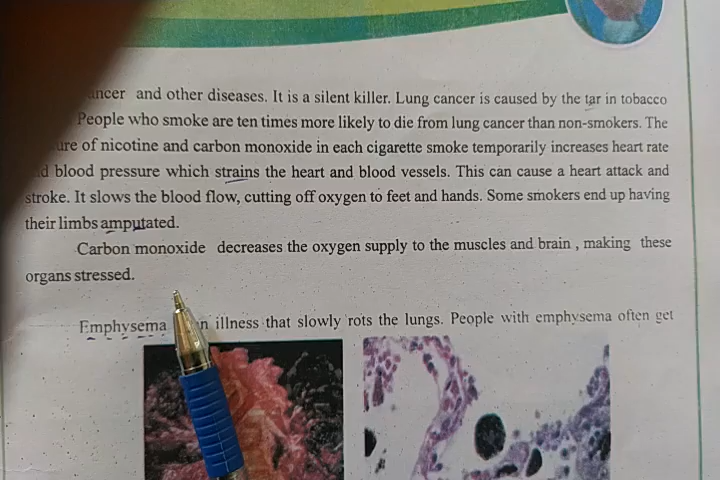 and other diseases. It is a silent killer. Lung cancer is caused by the tar in tobacco
People who smoke are ten times more likely to die from lung cancer than non-smokers. The
of nicotine and carbon monoxide in each cigarette smoke temporarily increases heart rate
blood pressure which strains the heart and blood vessels. This can cause a heart attack and
stroke. It slows the blood flow, cutting off oxygen to feet and hands. Some smokers end up having
their limbs amputated.
Carbon monoxide decreases the oxygen supply to the muscles and brain , making these
organs stressed.
Emphysema illness that slowly rots the lungs. People with emphysema often get